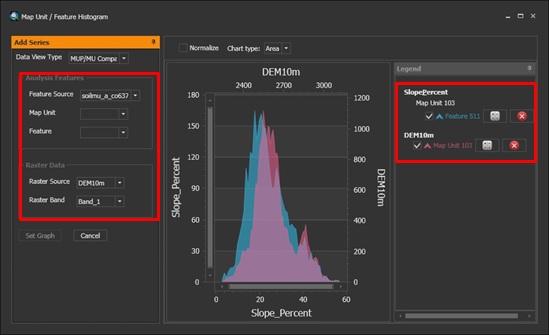 Map Unit / Feature Histogram
Add Series
Data View Type MUP/MU Compa
Analysis Features
Feature Source soilmu_a_co637
Map Unit
Feature
Raster Data
Raster Source DEM10m
Raster Band Band_1
Set Graph Cancel
Normalize Chart type: Area
DEM10m
2400 2700 3000
180
150
120
90
60
30
0
Slope_Percent
1200
1000
800
600
400
200
0
DEM10m
0 20 40 60
Slope_Percent
Legend
SlopePercent
Map Unit 103
Feature 511
DEM10m
Map Unit 103